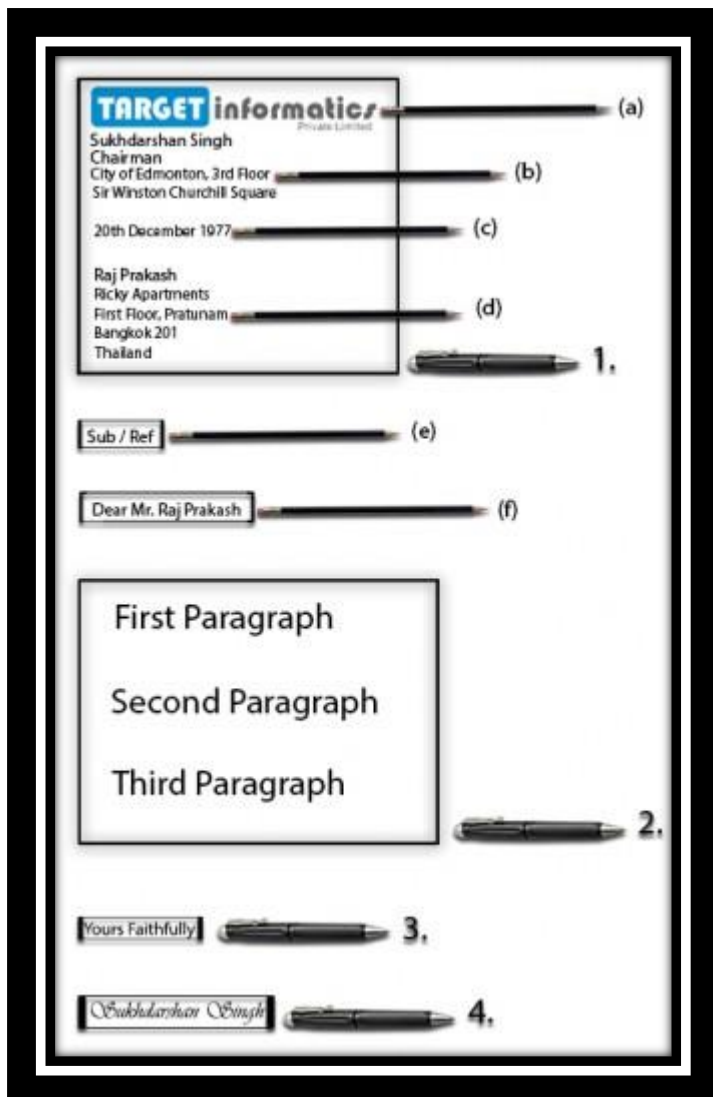 TARGET informatics (a)
Private Limited
Sukhdarshan Singh
Chairman
City of Edmonton, 3rd Floor (b)
Sir Winston Churchill Square
20th December 1977 (c)
Raj Prakash
Ricky Apartments
First Floor, Pratunam (d)
Bangkok 201
Thailand
1.
Sub / Ref (e)
Dear Mr. Raj Prakash (f)
First Paragraph
Second Paragraph
Third Paragraph
2.
Yours Faithfully 3.
Sukhdarshan Singh 4.